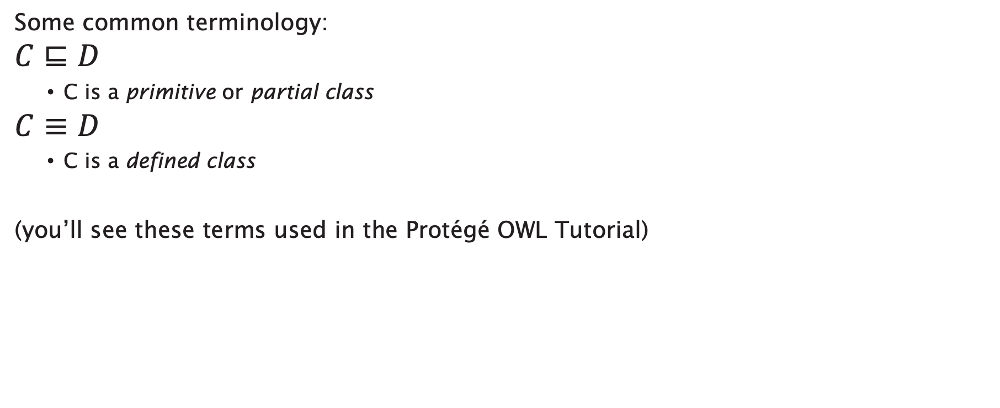 Some common terminology:
C ⊑ D
• C is a primitive or partial class
C ≡ D
• C is a defined class
(you’ll see these terms used in the Protégé OWL Tutorial)